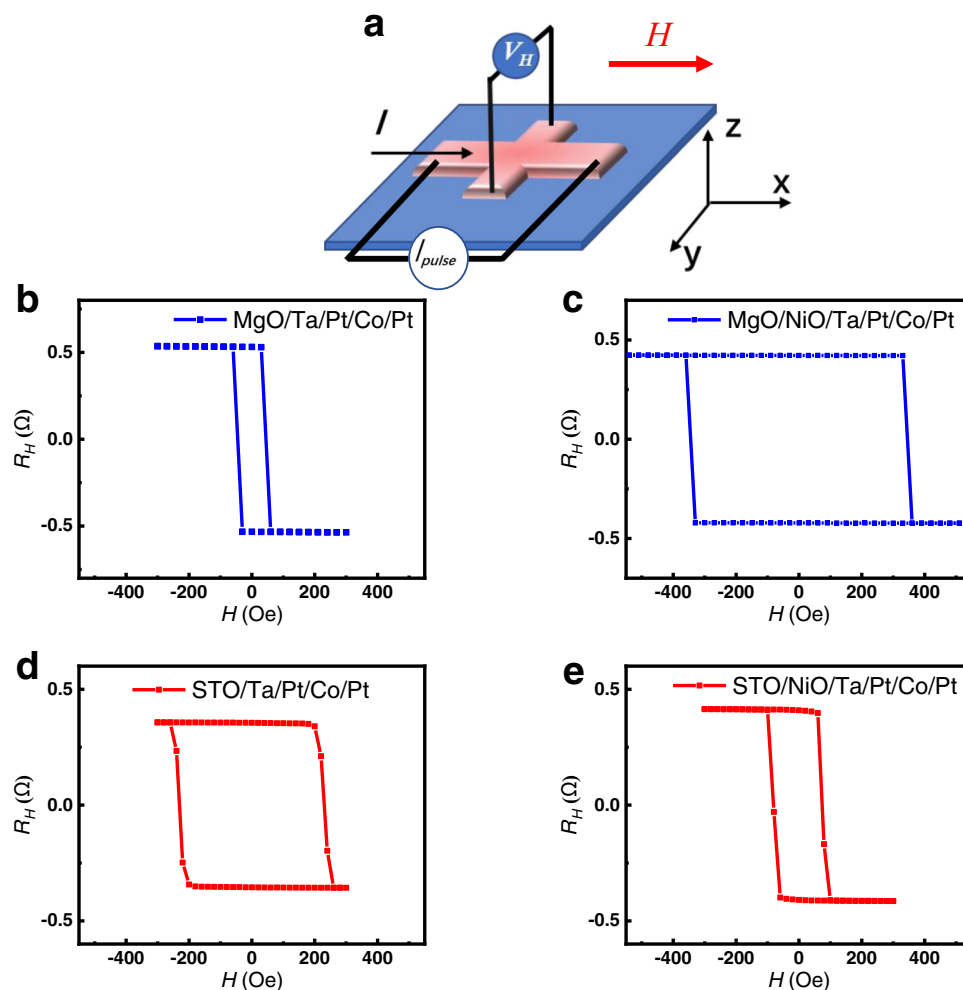 a
V_H
H
I
z
x
y
I_pulse
b
MgO/Ta/Pt/Co/Pt
0.5
0.0
-0.5
R_H (Ω)
-400 -200 0 200 400
H (Oe)
c
MgO/NiO/Ta/Pt/Co/Pt
0.5
0.0
-0.5
R_H (Ω)
-400 -200 0 200 400
H (Oe)
d
STO/Ta/Pt/Co/Pt
0.5
0.0
-0.5
R_H (Ω)
-400 -200 0 200 400
H (Oe)
e
STO/NiO/Ta/Pt/Co/Pt
0.5
0.0
-0.5
R_H (Ω)
-400 -200 0 200 400
H (Oe)